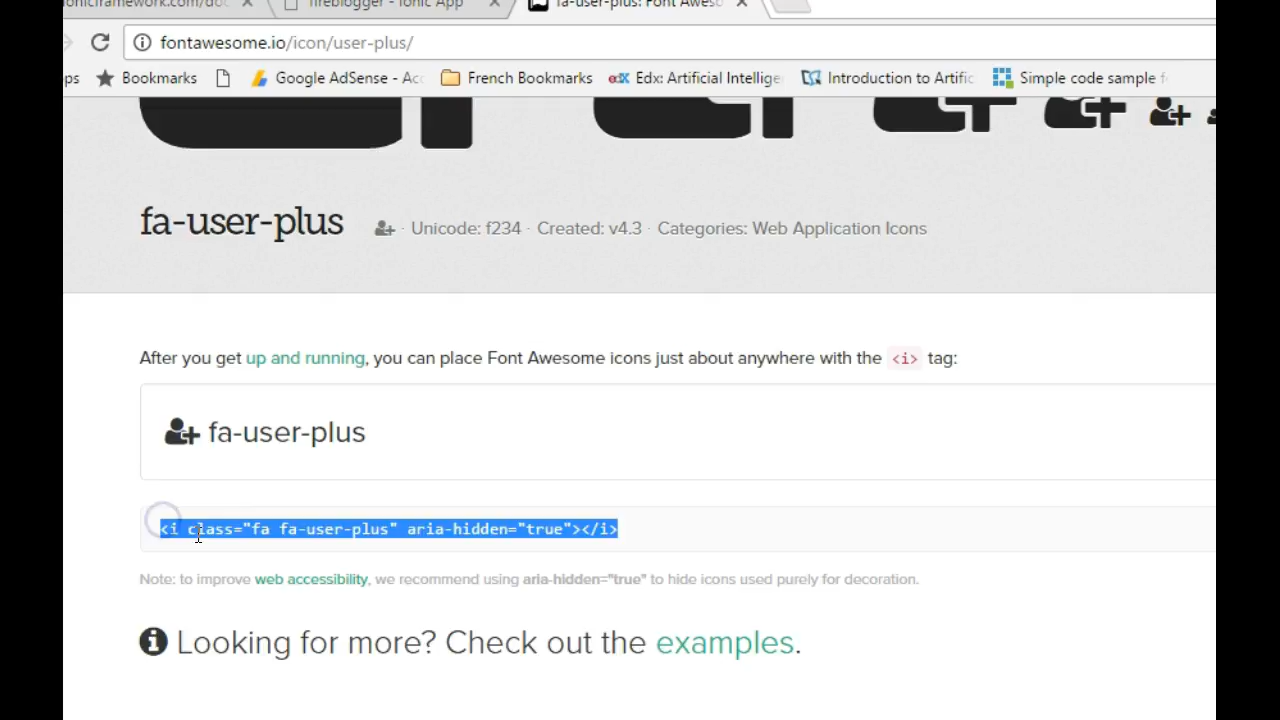 fireblogger - Ionic App
fa-user-plus: Font Aweso
fontawesome.io/icon/user-plus/
Bookmarks
Google AdSense - Acc
French Bookmarks
edX Edx: Artificial Intellige
Introduction to Artific
Simple code sample f
fa-user-plus
· Unicode: f234 · Created: v4.3 · Categories: Web Application Icons
After you get up and running, you can place Font Awesome icons just about anywhere with the <i> tag:
fa-user-plus
<i class="fa fa-user-plus" aria-hidden="true"></i>
Note: to improve web accessibility, we recommend using aria-hidden="true" to hide icons used purely for decoration.
Looking for more? Check out the examples.